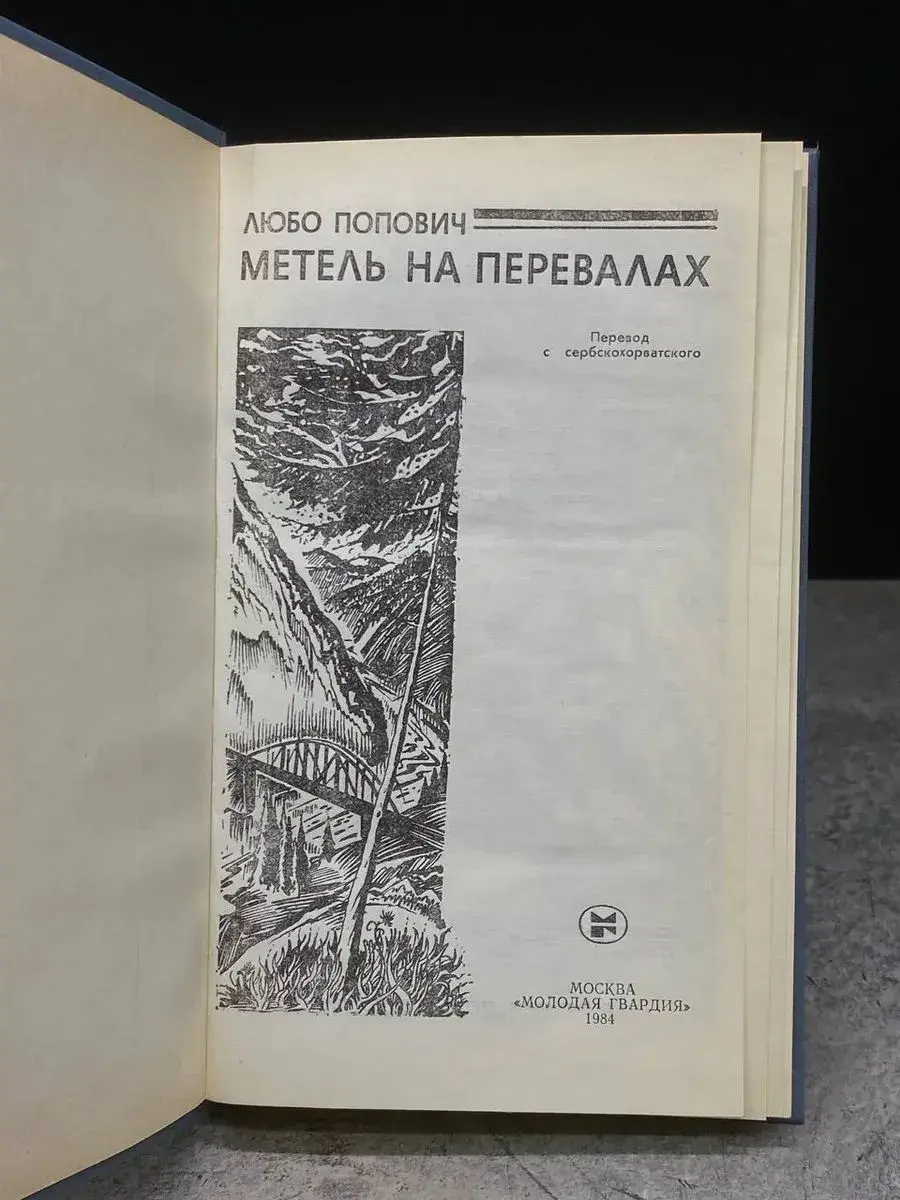 ЛЮБО ПОПОВИЧ
МЕТЕЛЬ НА ПЕРЕВАЛАХ
Перевод
с сербскохорватского
МОСКВА
«МОЛОДАЯ ГВАРДИЯ»
1984